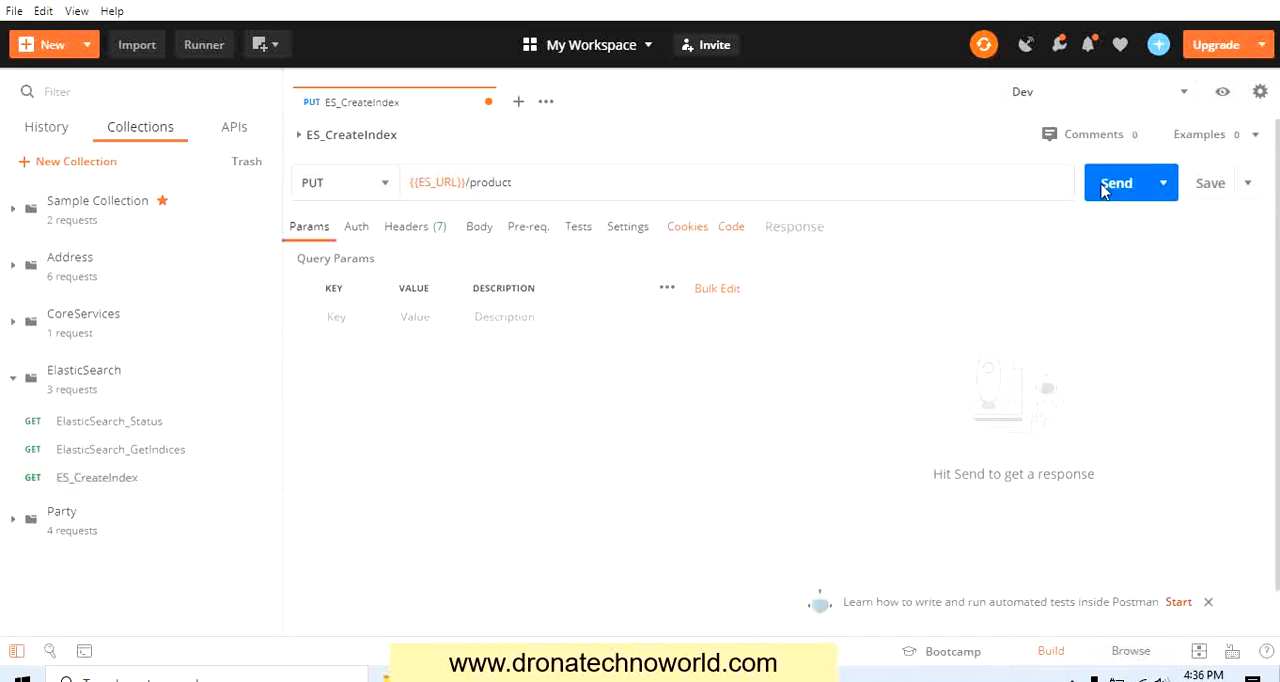 File Edit View Help
New Import Runner My Workspace Invite Upgrade
Filter
PUT ES_CreateIndex
Dev
History Collections APIs
ES_CreateIndex
Comments 0 Examples 0
New Collection Trash
PUT {{ES_URL}}/product Send Save
Sample Collection
2 requests
Params Auth Headers (7) Body Pre-req. Tests Settings Cookies Code Response
Address
6 requests
Query Params
KEY VALUE DESCRIPTION Bulk Edit
CoreServices
1 request
Key Value Description
ElasticSearch
3 requests
GET ElasticSearch_Status
GET ElasticSearch_GetIndices
GET ES_CreateIndex
Hit Send to get a response
Party
4 requests
Learn how to write and run automated tests inside Postman Start
Bootcamp Build Browse
www.dronatechnoworld.com
4:36 PM